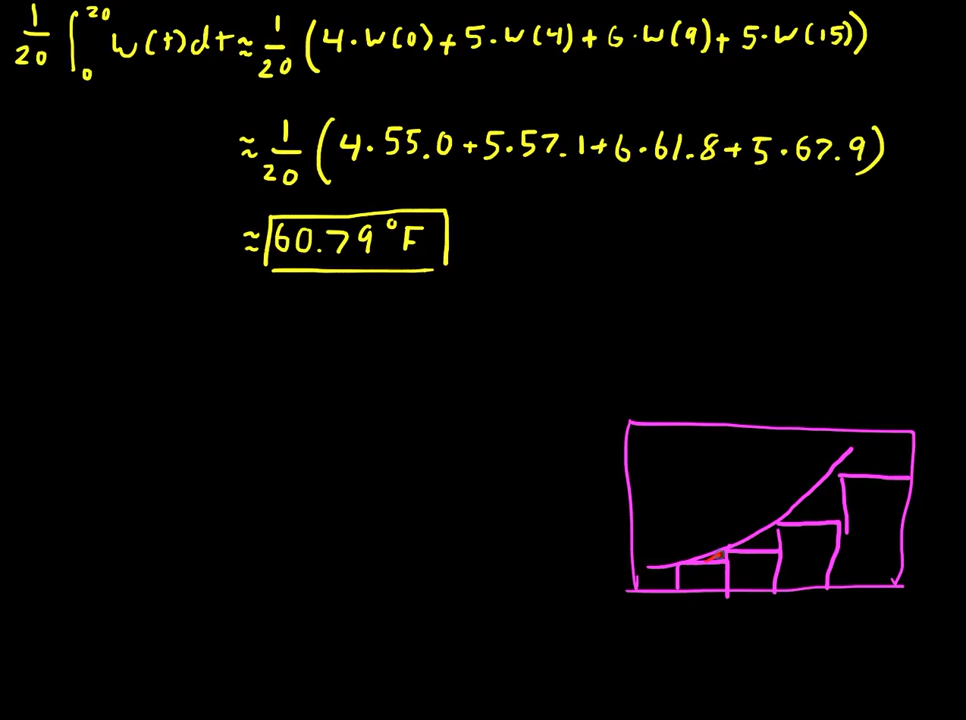 1/20 ∫₀²⁰ W(t)dt ≈ 1/20 (4·W(0)+5·W(4)+6·W(9)+5·W(15))
≈ 1/20 (4·55.0+5·57.1+6·61.8+5·67.9)
≈ 60.79°F